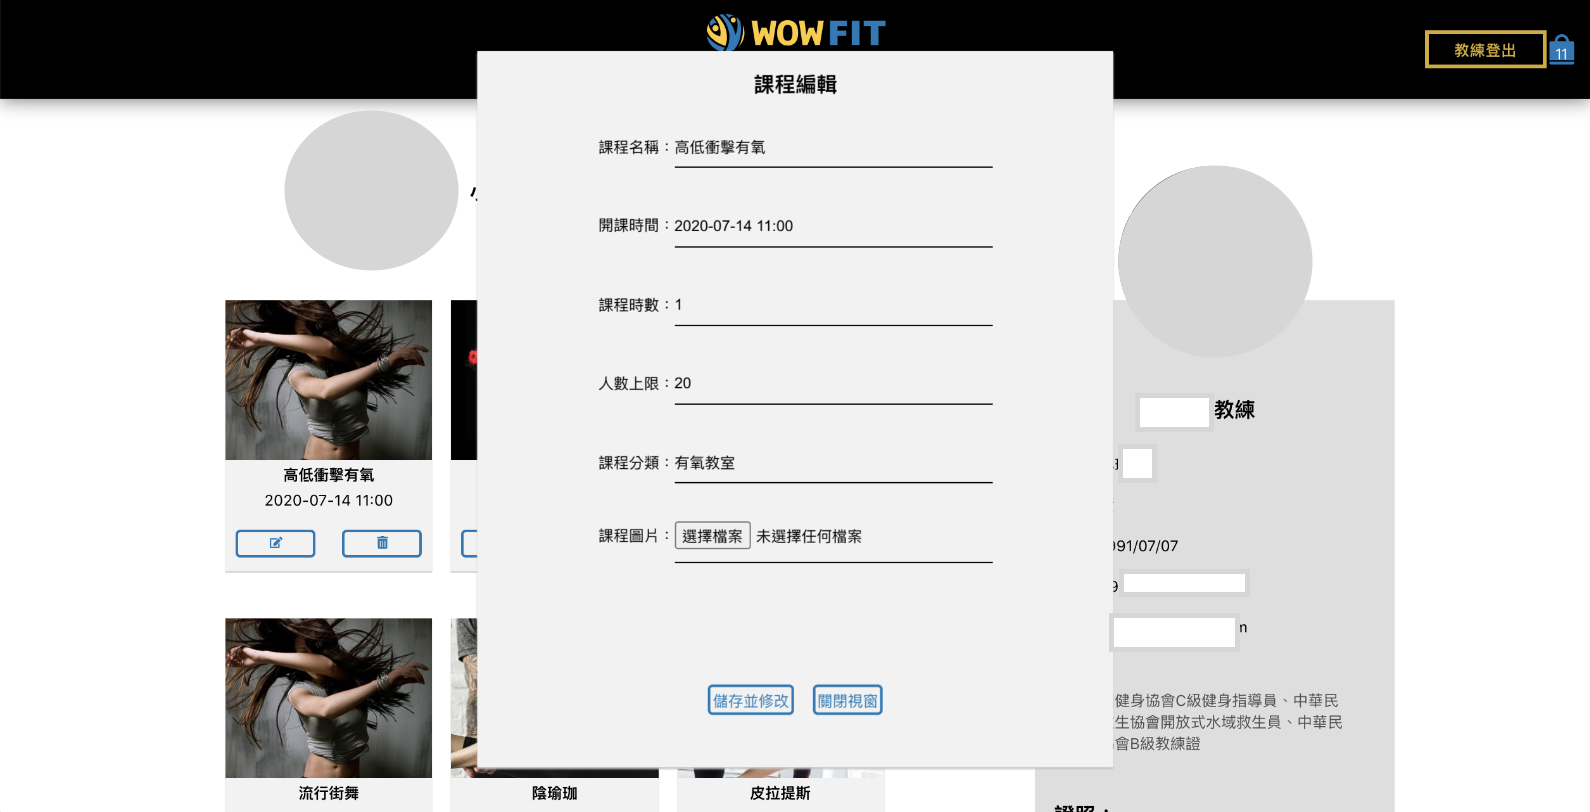 WOWFIT
教練登出
11
課程編輯
課程名稱：高低衝擊有氧
開課時間：2020-07-14 11:00
課程時數：1
人數上限：20
課程分類：有氧教室
課程圖片：選擇檔案 未選擇任何檔案
儲存並修改 關閉視窗
高低衝擊有氧
2020-07-14 11:00
流行街舞
陰瑜珈
皮拉提斯
教練
991/07/07
9
m
健身協會C級健身指導員、中華民
生協會開放式水域救生員、中華民
會B級教練證
證照：